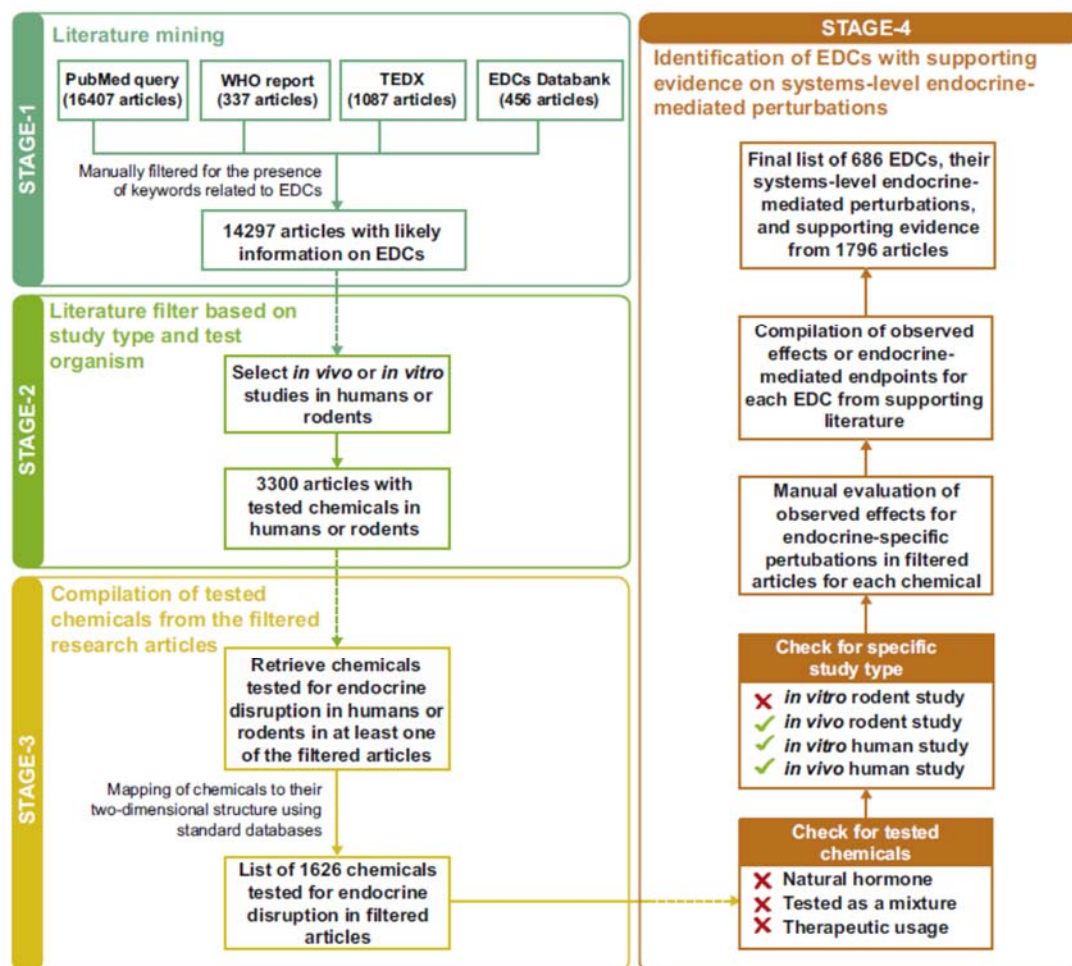 STAGE-1
Literature mining
PubMed query
(16407 articles)
WHO report
(337 articles)
TEDX
(1087 articles)
EDCs Databank
(456 articles)
Manually filtered for the presence
of keywords related to EDCs
14297 articles with likely
information on EDCs
STAGE-2
Literature filter based on
study type and test
organism
Select in vivo or in vitro
studies in humans or
rodents
3300 articles with
tested chemicals in
humans or rodents
STAGE-3
Compilation of tested
chemicals from the filtered
research articles
Retrieve chemicals
tested for endocrine
disruption in humans or
rodents in at least one
of the filtered articles
Mapping of chemicals to their
two-dimensional structure using
standard databases
List of 1626 chemicals
tested for endocrine
disruption in filtered
articles
STAGE-4
Identification of EDCs with supporting
evidence on systems-level endocrine-
mediated perturbations
Final list of 686 EDCs, their
systems-level endocrine-
mediated perturbations,
and supporting evidence
from 1796 articles
Compilation of observed
effects or endocrine-
mediated endpoints for
each EDC from supporting
literature
Manual evaluation of
observed effects for
endocrine-specific
pertubations in filtered
articles for each chemical
Check for specific
study type
in vitro rodent study
in vivo rodent study
in vitro human study
in vivo human study
Check for tested
chemicals
Natural hormone
Tested as a mixture
Therapeutic usage